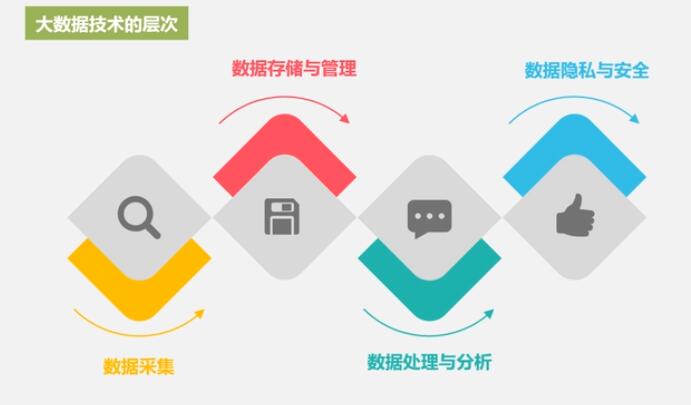 大数据技术的层次
数据存储与管理
数据隐私与安全
数据采集
数据处理与分析